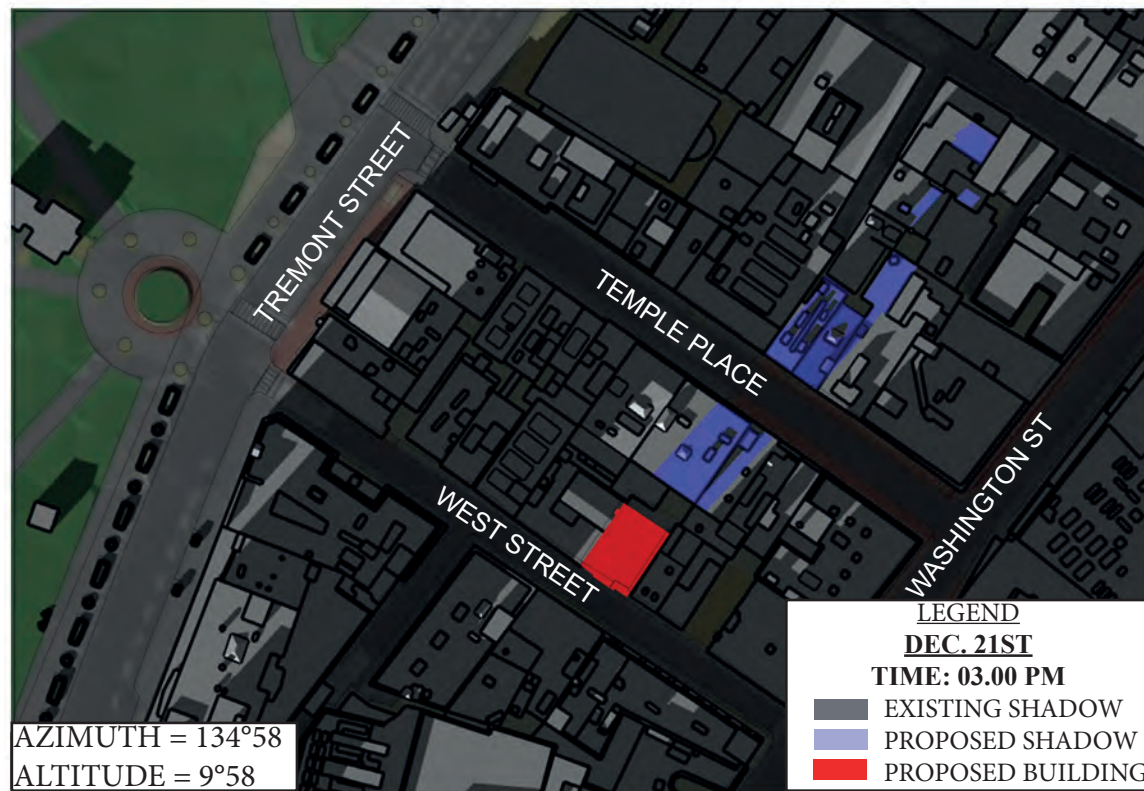 TREMONT STREET
TEMPLE PLACE
WEST STREET
WASHINGTON ST
AZIMUTH = 134°58
ALTITUDE = 9°58
LEGEND
DEC. 21ST
TIME: 03.00 PM
EXISTING SHADOW
PROPOSED SHADOW
PROPOSED BUILDING